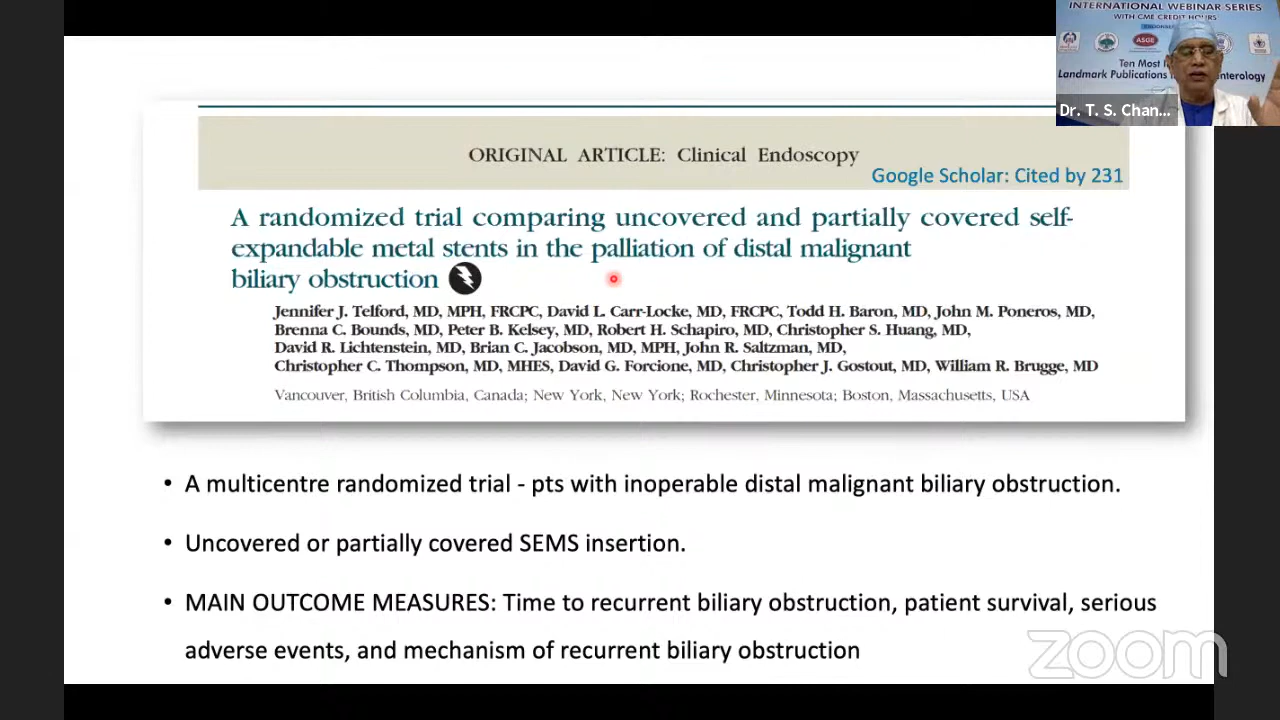 INTERNATIONAL WEBINAR SERIES
WITH CME CREDIT HOURS
ASGE
Ten Most
Landmark Publications
enterology
Dr. T. S. Chan...
ORIGINAL ARTICLE: Clinical Endoscopy
Google Scholar: Cited by 231
A randomized trial comparing uncovered and partially covered self-
expandable metal stents in the palliation of distal malignant
biliary obstruction
Jennifer J. Telford, MD, MPH, FRCPC, David L. Carr-Locke, MD, FRCPC, Todd H. Baron, MD, John M. Poneros, MD,
Brenna C. Bounds, MD, Peter B. Kelsey, MD, Robert H. Schapiro, MD, Christopher S. Huang, MD,
David R. Lichtenstein, MD, Brian C. Jacobson, MD, MPH, John R. Saltzman, MD,
Christopher C. Thompson, MD, MHES, David G. Forcione, MD, Christopher J. Gostout, MD, William R. Brugge, MD
Vancouver, British Columbia, Canada; New York, New York; Rochester, Minnesota; Boston, Massachusetts, USA
• A multicentre randomized trial - pts with inoperable distal malignant biliary obstruction.
• Uncovered or partially covered SEMS insertion.
• MAIN OUTCOME MEASURES: Time to recurrent biliary obstruction, patient survival, serious
adverse events, and mechanism of recurrent biliary obstruction
zoom